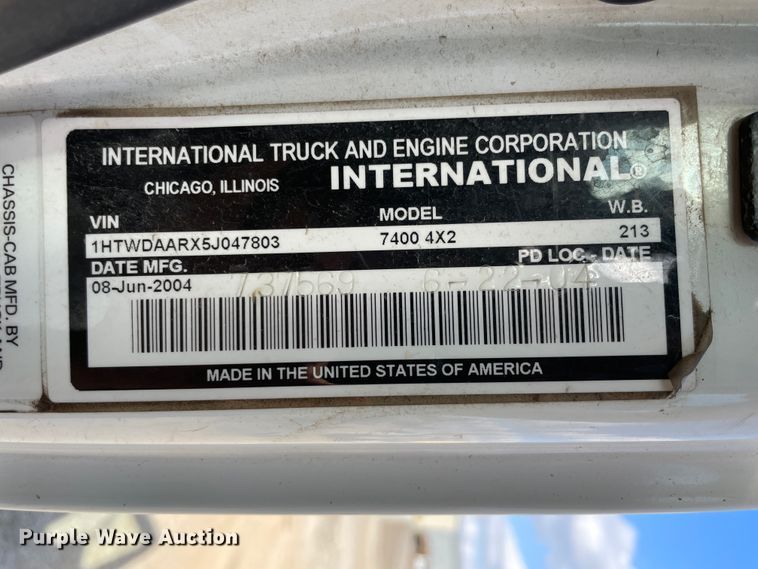 CHASSIS-CAB MFD. BY
INTERNATIONAL TRUCK AND ENGINE CORPORATION
CHICAGO, ILLINOIS INTERNATIONAL®
VIN MODEL W.B.
1HTWDAARX5J047803 7400 4X2 213
DATE MFG. PD LOC - DATE
08-Jun-2004 737569 6-22-04
MADE IN THE UNITED STATES OF AMERICA
Purple Wave Auction